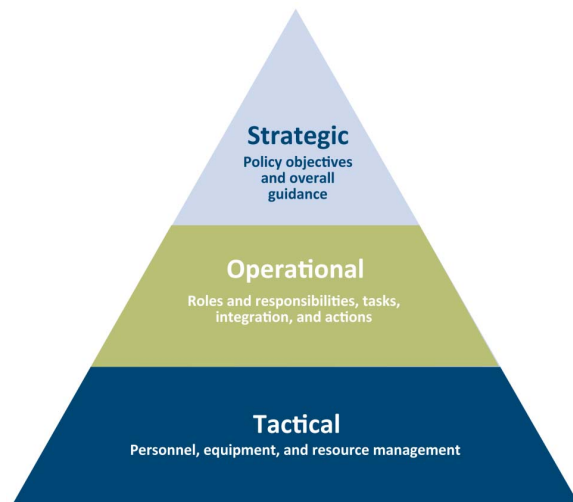 Strategic
Policy objectives
and overall
guidance
Operational
Roles and responsibilities, tasks,
integration, and actions
Tactical
Personnel, equipment, and resource management